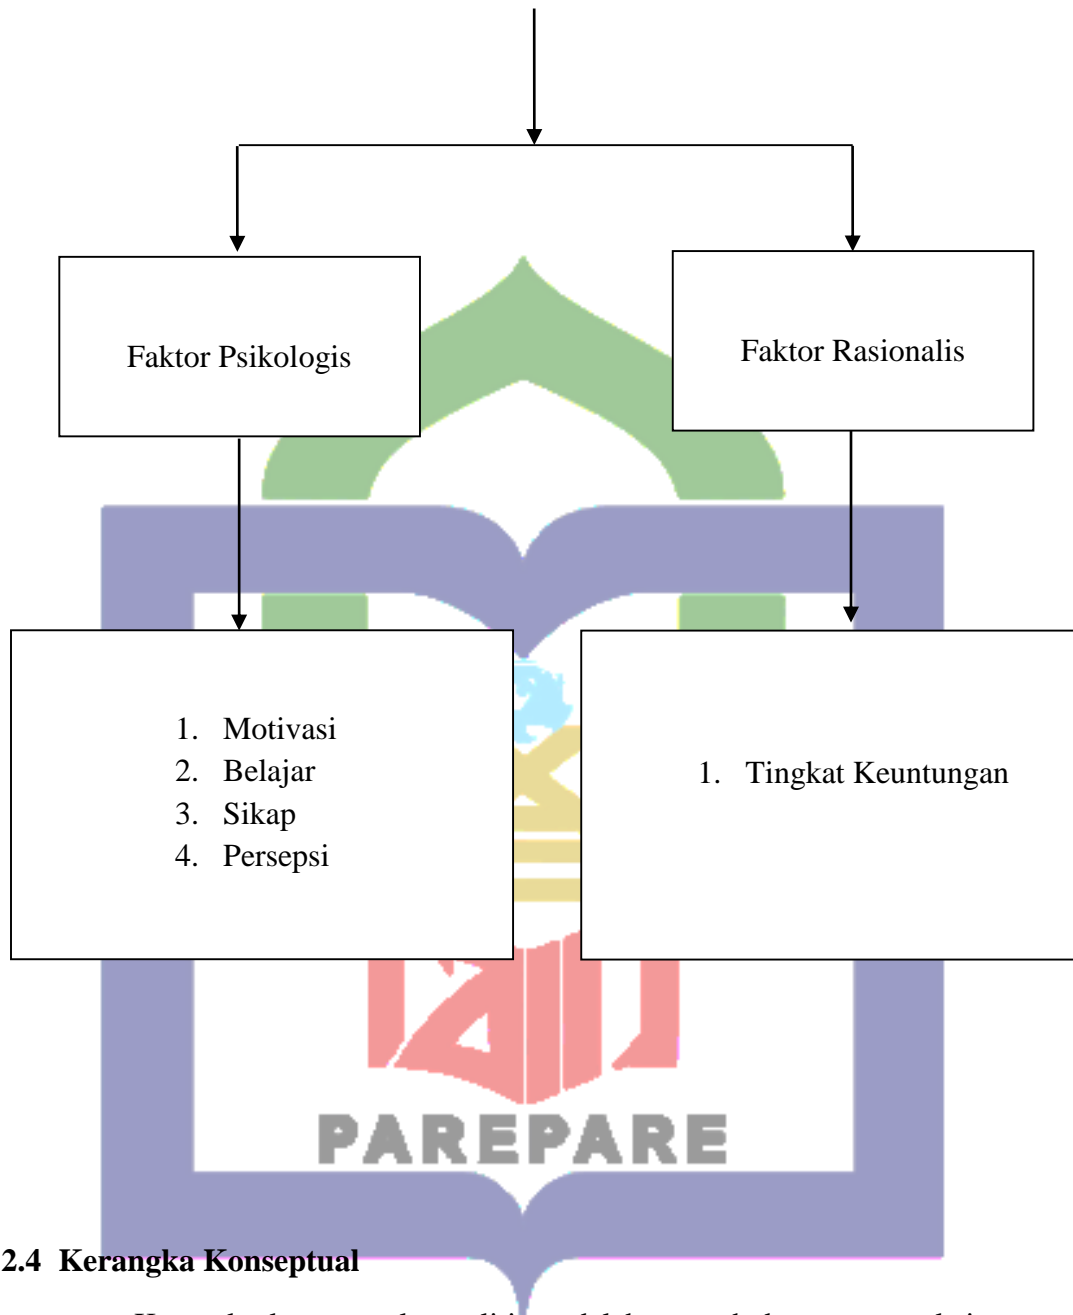 Faktor Psikologis
Faktor Rasionalis
1. Motivasi
2. Belajar
3. Sikap
4. Persepsi
1. Tingkat Keuntungan
PAREPARE
2.4 Kerangka Konseptual